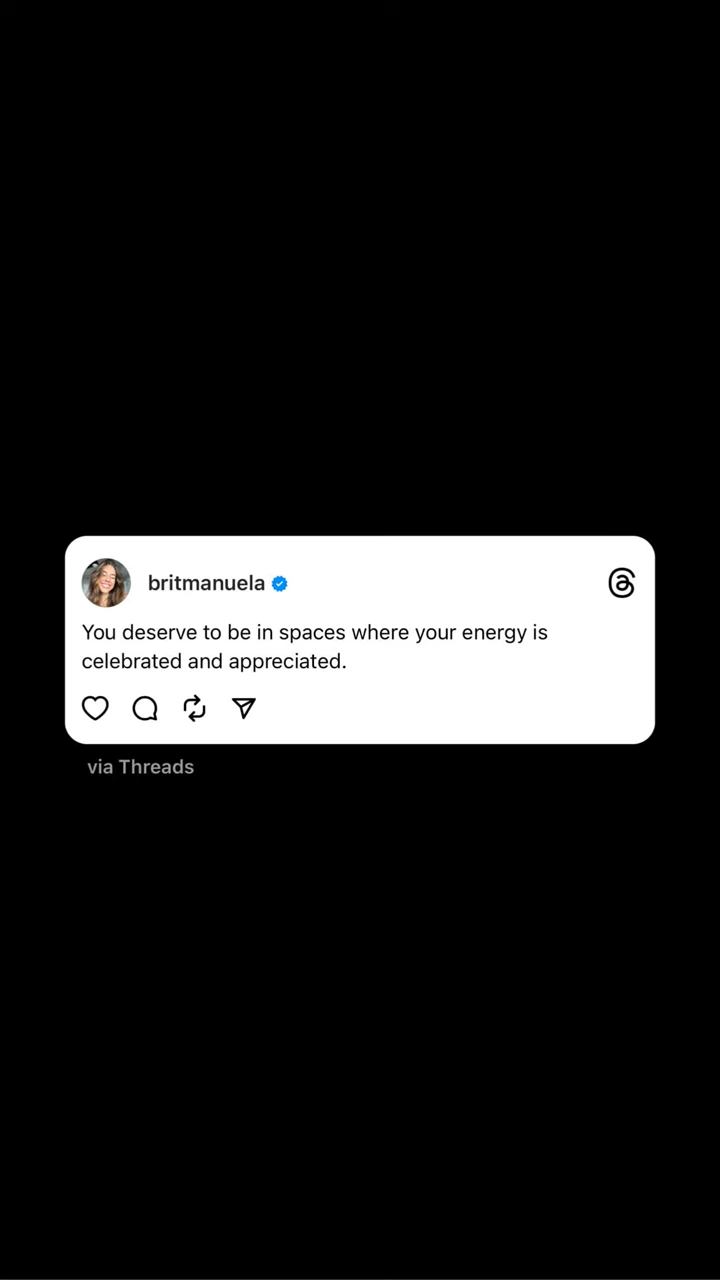 britmanuela
You deserve to be in spaces where your energy is
celebrated and appreciated.
via Threads